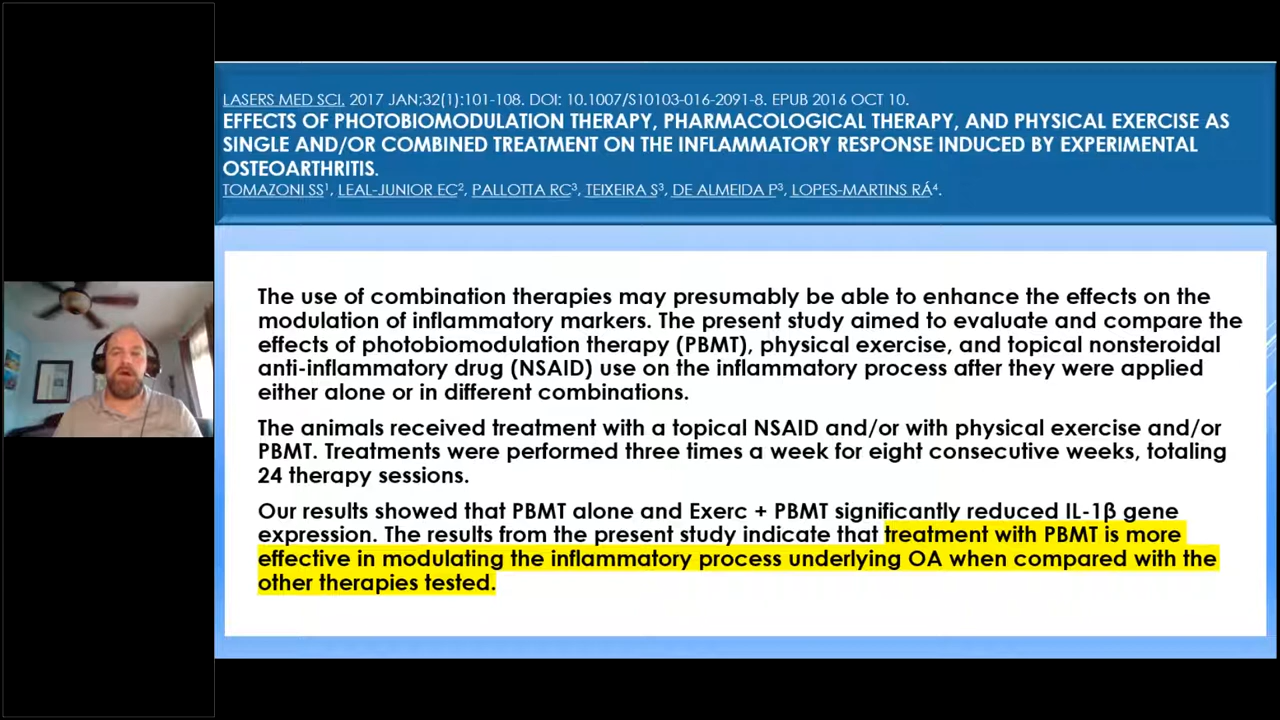 LASERS MED SCI. 2017 JAN;32(1):101-108. DOI: 10.1007/S10103-016-2091-8. EPUB 2016 OCT 10.
EFFECTS OF PHOTOBIOMODULATION THERAPY, PHARMACOLOGICAL THERAPY, AND PHYSICAL EXERCISE AS
SINGLE AND/OR COMBINED TREATMENT ON THE INFLAMMATORY RESPONSE INDUCED BY EXPERIMENTAL
OSTEOARTHRITIS.
TOMAZONI SS¹, LEAL-JUNIOR EC², PALLOTTA RC³, TEIXEIRA S³, DE ALMEIDA P³, LOPES-MARTINS RÁ⁴.
The use of combination therapies may presumably be able to enhance the effects on the
modulation of inflammatory markers. The present study aimed to evaluate and compare the
effects of photobiomodulation therapy (PBMT), physical exercise, and topical nonsteroidal
anti-inflammatory drug (NSAID) use on the inflammatory process after they were applied
either alone or in different combinations.
The animals received treatment with a topical NSAID and/or with physical exercise and/or
PBMT. Treatments were performed three times a week for eight consecutive weeks, totaling
24 therapy sessions.
Our results showed that PBMT alone and Exerc + PBMT significantly reduced IL-1β gene
expression. The results from the present study indicate that treatment with PBMT is more
effective in modulating the inflammatory process underlying OA when compared with the
other therapies tested.